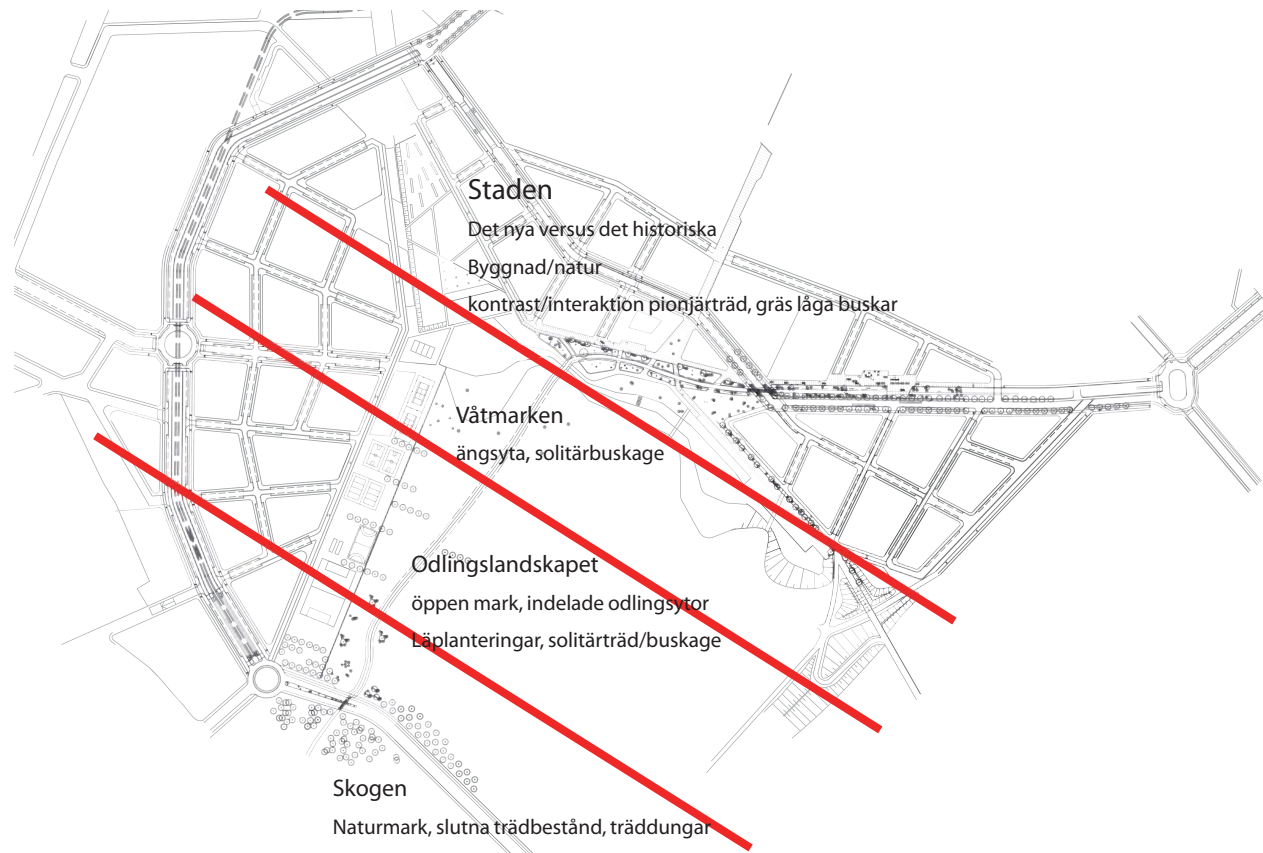 Staden
Det nya versus det historiska
Byggnad/natur
kontrast/interaktion pionjärträd, gräs låga buskar
Våtmarken
ängsyta, solitärbuskage
Odlingslandskapet
öppen mark, indelade odlingsytor
Läplanteringar, solitärträd/buskage
Skogen
Naturmark, slutna trädbestånd, träddungar